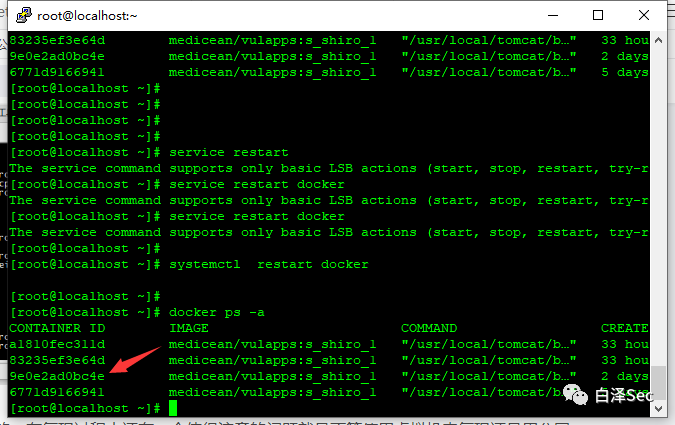 root@localhost:~
83235ef3e64d medicean/vulapps:s_shiro_1 "/usr/local/tomcat/b…" 33 hou
9e0e2ad0bc4e medicean/vulapps:s_shiro_1 "/usr/local/tomcat/b…" 2 days
6771d9166941 medicean/vulapps:s_shiro_1 "/usr/local/tomcat/b…" 5 days
[root@localhost ~]#
[root@localhost ~]#
[root@localhost ~]#
[root@localhost ~]#
[root@localhost ~]# service restart
The service command supports only basic LSB actions (start, stop, restart, try-r
[root@localhost ~]# service restart docker
The service command supports only basic LSB actions (start, stop, restart, try-r
[root@localhost ~]# service restart docker
The service command supports only basic LSB actions (start, stop, restart, try-r
[root@localhost ~]#
[root@localhost ~]# systemctl  restart docker
[root@localhost ~]#
[root@localhost ~]# docker ps -a
CONTAINER ID IMAGE COMMAND CREATE
a1810fec311d medicean/vulapps:s_shiro_1 "/usr/local/tomcat/b…" 33 hou
83235ef3e64d medicean/vulapps:s_shiro_1 "/usr/local/tomcat/b…" 33 hou
9e0e2ad0bc4e medicean/vulapps:s_shiro_1 "/usr/local/tomcat/b…" 2 days
6771d9166941 medicean/vulapps:s_shiro_1 "/usr/local/tomcat/b…" 5 days
[root@localhost ~]#
白泽Sec